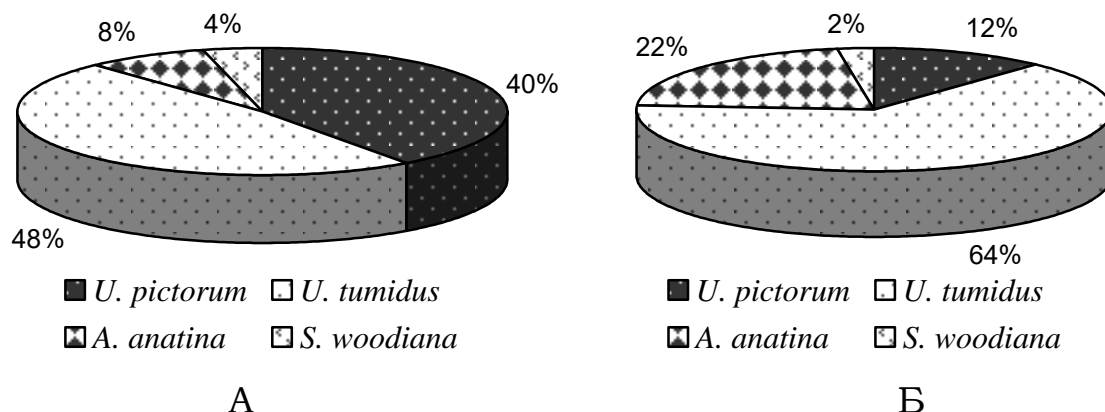 8%
4%
40%
48%
U. pictorum
U. tumidus
A. anatina
S. woodiana
А
22%
2%
12%
64%
U. pictorum
U. tumidus
A. anatina
S. woodiana
Б